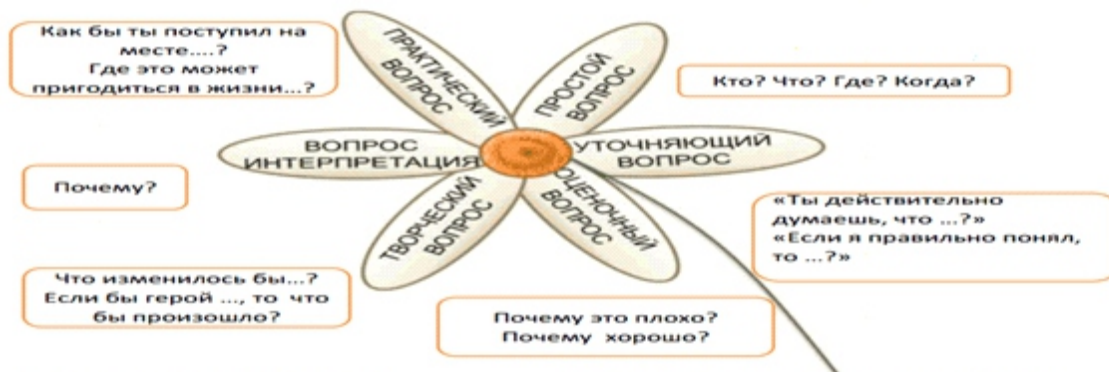 Как бы ты поступил на
месте....?
Где это может
пригодиться в жизни...?
ПРАКТИЧЕСКИЙ
ВОПРОС
ПРОСТОЙ
ВОПРОС
Кто? Что? Где? Когда?
ВОПРОС
ИНТЕРПРЕТАЦИЯ
УТОЧНЯЮЩИЙ
ВОПРОС
Почему?
ТВОРЧЕСКИЙ
ВОПРОС
ОЦЕНОЧНЫЙ
ВОПРОС
«Ты действительно
думаешь, что ...?»
«Если я правильно понял,
то ...?»
Что изменилось бы...?
Если бы герой ..., то что
бы произошло?
Почему это плохо?
Почему хорошо?